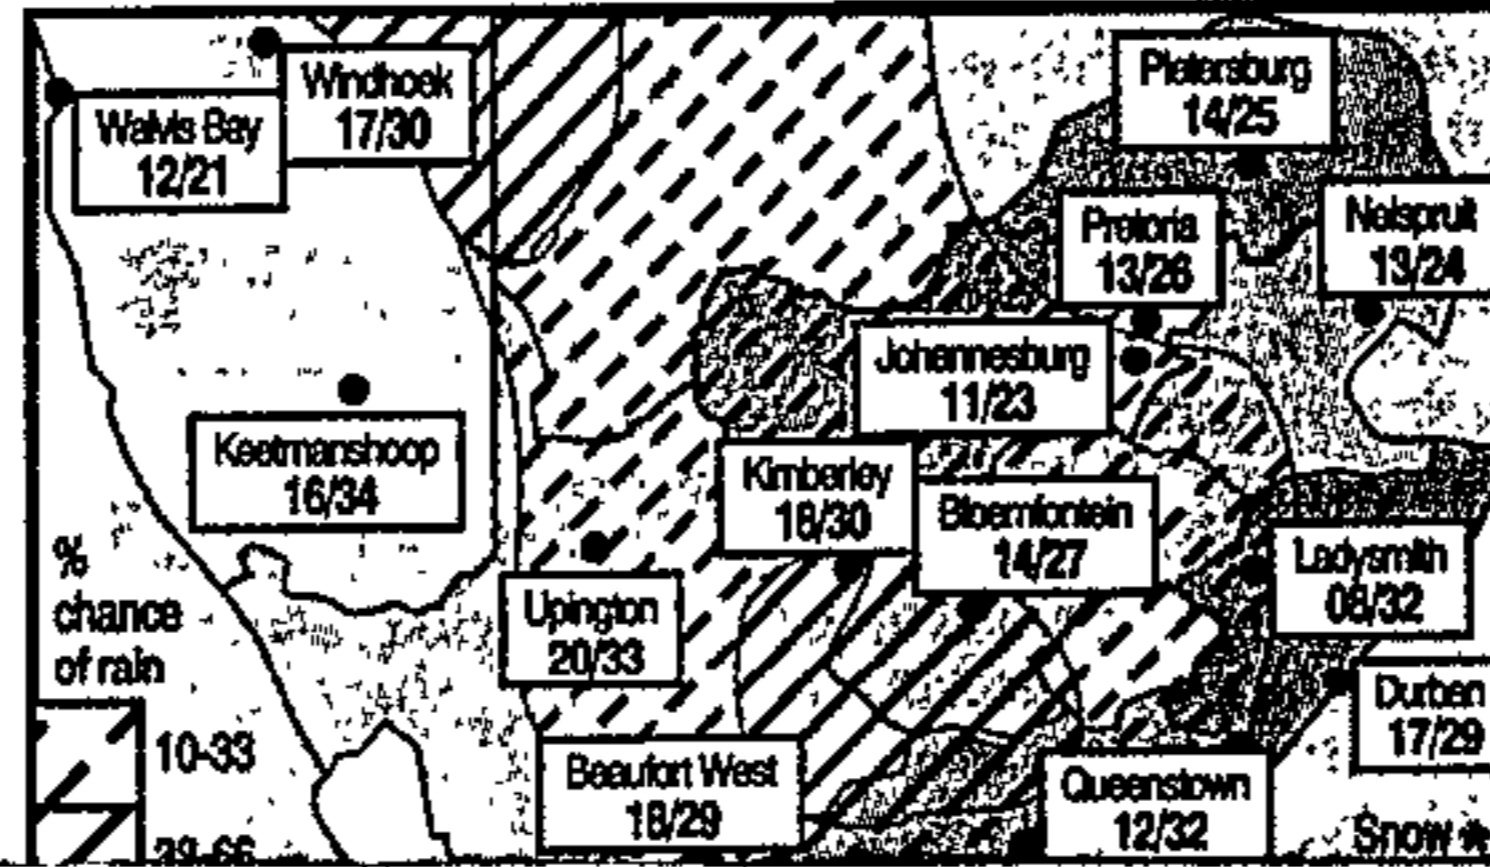 Windhoek
17/30
Walvis Bay
12/21
Pietersburg
14/25
Pretoria
13/26
Nelspruit
13/24
Johannesburg
11/23
Keetmanshoop
16/34
Kimberley
18/30
Bloemfontein
14/27
Ladysmith
08/32
Upington
20/33
Durban
17/29
Beaufort West
18/29
Queenstown
12/32
%
chance
of rain
10-33
Snow